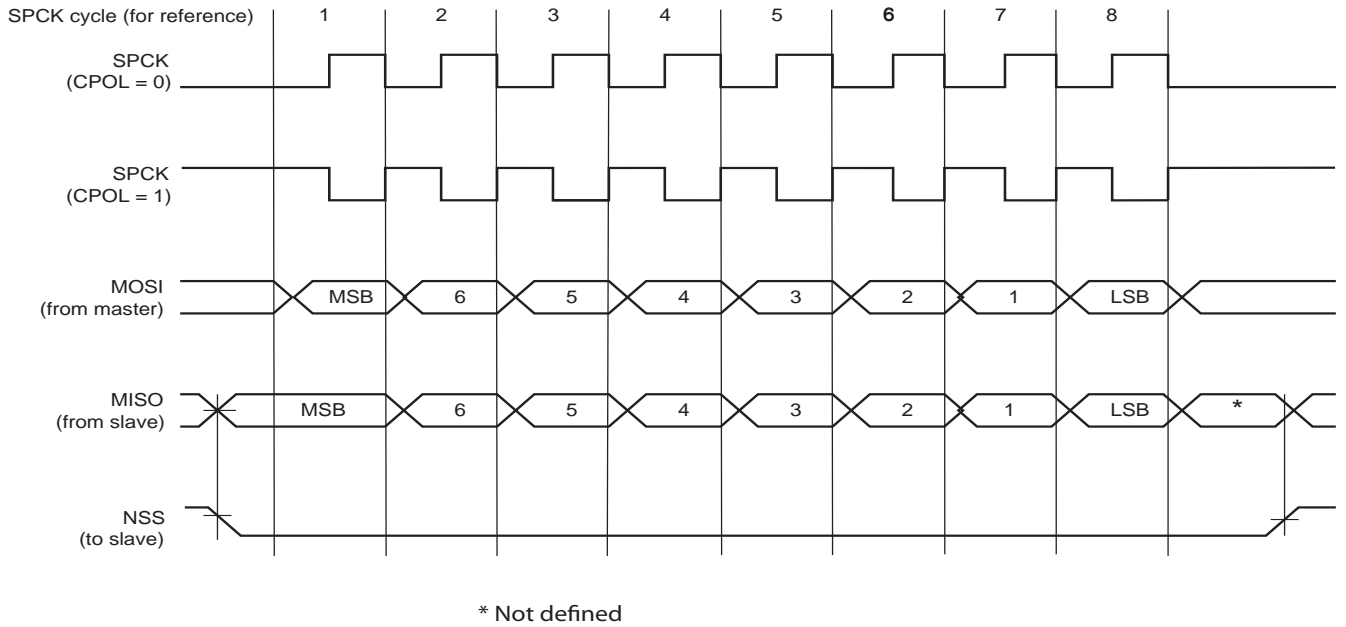 SPCK cycle (for reference) 1 2 3 4 5 6 7 8
SPCK
(CPOL = 0)
SPCK
(CPOL = 1)
MOSI
(from master)
MSB 6 5 4 3 2 1 LSB
MISO
(from slave)
MSB 6 5 4 3 2 1 LSB *
NSS
(to slave)
* Not defined